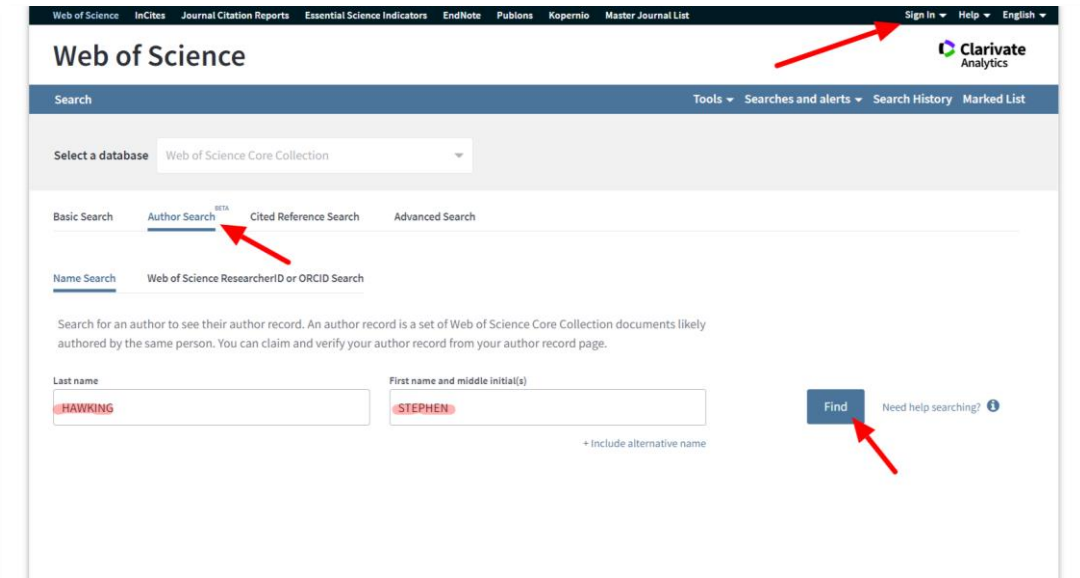 Web of Science InCites Journal Citation Reports Essential Science Indicators EndNote Publons Kopernio Master Journal List Sign In Help English
Web of Science
Clarivate
Analytics
Search Tools Searches and alerts Search History Marked List
Select a database Web of Science Core Collection
Basic Search Author Search BETA Cited Reference Search Advanced Search
Name Search Web of Science ResearcherID or ORCID Search
Search for an author to see their author record. An author record is a set of Web of Science Core Collection documents likely
authored by the same person. You can claim and verify your author record from your author record page.
Last name First name and middle initial(s)
HAWKING STEPHEN Find Need help searching?
+ Include alternative name